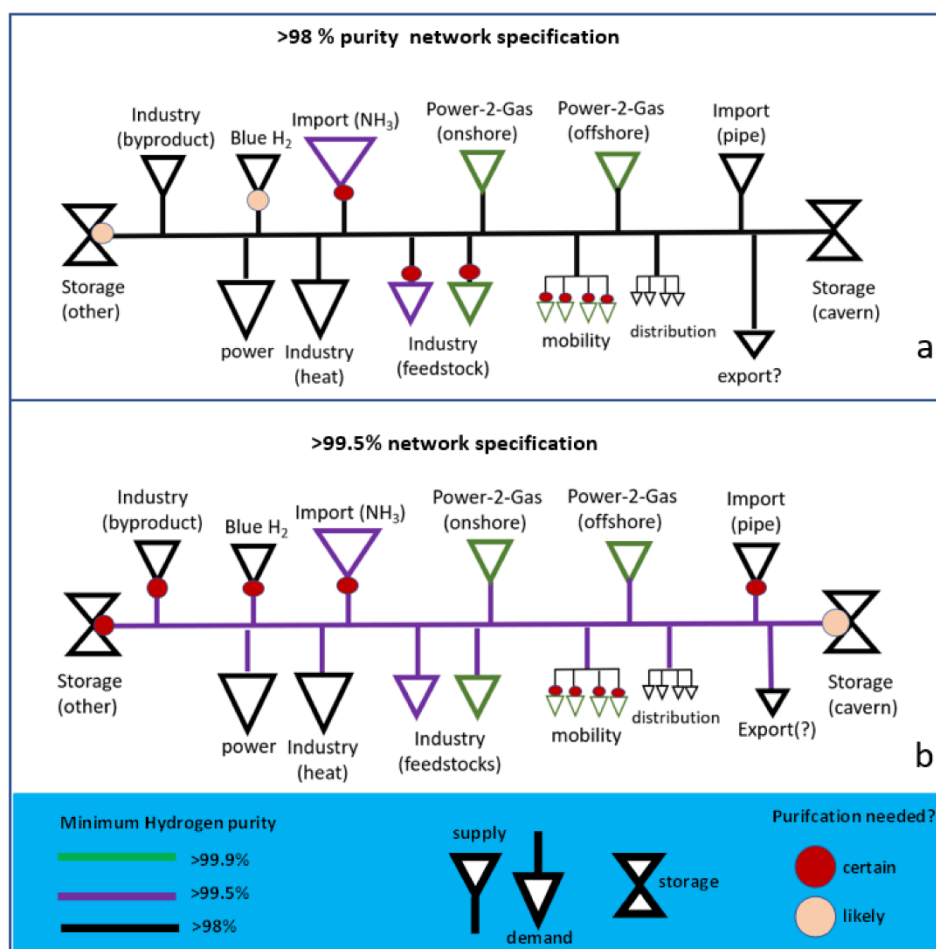 >98 % purity network specification
Industry
(byproduct)
Blue H₂
Import (NH₃)
Power-2-Gas
(onshore)
Power-2-Gas
(offshore)
Import
(pipe)
Storage
(other)
power
Industry
(heat)
Industry
(feedstock)
mobility
distribution
export?
Storage
(cavern)
a
>99.5% network specification
Industry
(byproduct)
Blue H₂
Import (NH₃)
Power-2-Gas
(onshore)
Power-2-Gas
(offshore)
Import
(pipe)
Storage
(other)
power
Industry
(heat)
Industry
(feedstocks)
mobility
distribution
Export(?)
Storage
(cavern)
b
Minimum Hydrogen purity
>99.9%
>99.5%
>98%
supply
demand
storage
Purifcation needed?
certain
likely